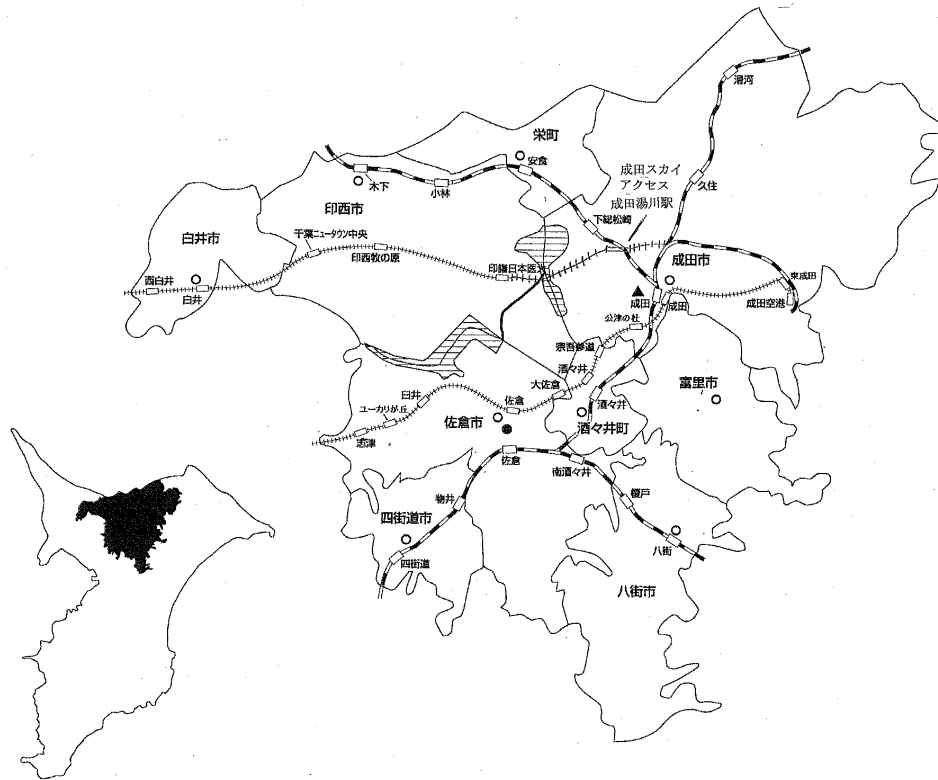 滑河
栄町
安食
成田スカイ
アクセス
成田湯川駅
久住
木下
小林
印西市
下総松崎
白井市
千葉ニュータウン中央
印西牧の原
成田市
西白井
白井
印旛日本医大
東成田
成田
成田
成田空港
公津の杜
宗吾参道
酒々井
富里市
臼井
大佐倉
ユーカリが丘
佐倉
酒々井
志津
佐倉市
酒々井町
佐倉
南酒々井
榎戸
物井
四街道市
八街
四街道
八街市